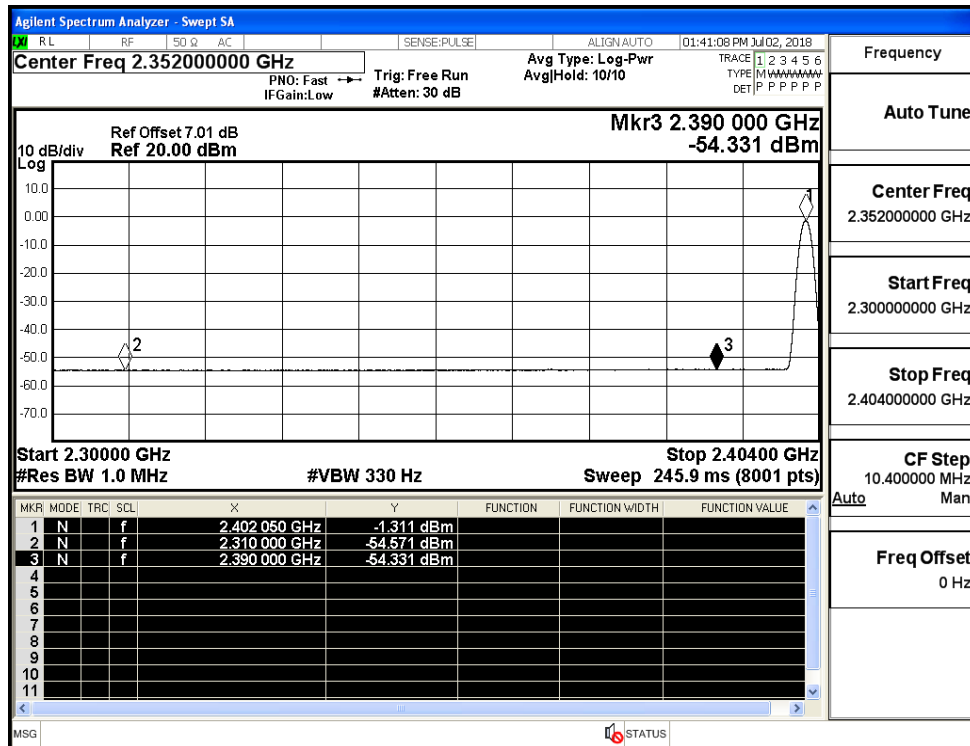 Agilent Spectrum Analyzer - Swept SA
LXI RL RF 50 Ω AC SENSE:PULSE ALIGN AUTO 01:41:08 PM Jul 02, 2018
Center Freq 2.352000000 GHz
PNO: Fast
IFGain:Low
Trig: Free Run
#Atten: 30 dB
Avg Type: Log-Pwr
Avg|Hold: 10/10
TRACE 1 2 3 4 5 6
TYPE M WWWWW
DET P P P P P P
Ref Offset 7.01 dB
10 dB/div Ref 20.00 dBm
Log
Mkr3 2.390 000 GHz
-54.331 dBm
10.0
0.00
-10.0
-20.0
-30.0
-40.0
-50.0
-60.0
-70.0
1
2
3
Start 2.30000 GHz Stop 2.40400 GHz
#Res BW 1.0 MHz #VBW 330 Hz Sweep 245.9 ms (8001 pts)
MKR MODE TRC SCL X Y FUNCTION FUNCTION WIDTH FUNCTION VALUE
1 N f 2.402 050 GHz -1.311 dBm
2 N f 2.310 000 GHz -54.571 dBm
3 N f 2.390 000 GHz -54.331 dBm
4
5
6
7
8
9
10
11
MSG STATUS
Frequency
Auto Tune
Center Freq
2.352000000 GHz
Start Freq
2.300000000 GHz
Stop Freq
2.404000000 GHz
CF Step
10.400000 MHz
Auto Man
Freq Offset
0 Hz